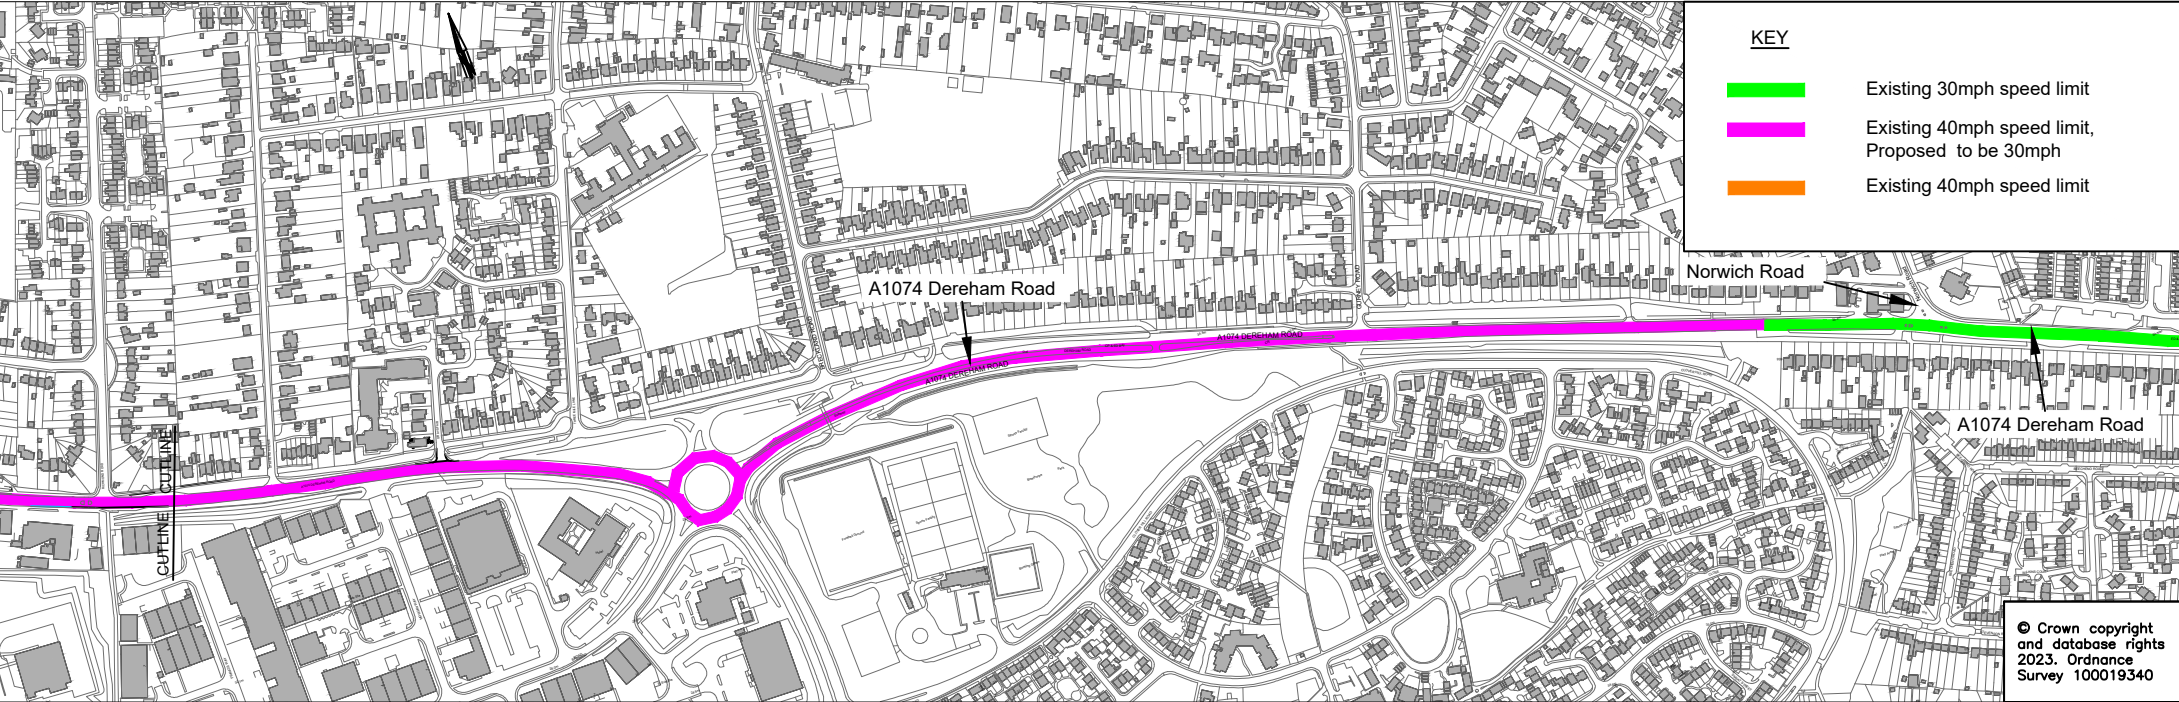 KEY
Existing 30mph speed limit
Existing 40mph speed limit,
Proposed to be 30mph
Existing 40mph speed limit
Norwich Road
A1074 Dereham Road
A1074 DEREHAM ROAD
A1074 DEREHAM ROAD
A1074 Dereham Road
CUTLINE
CUTLINE
© Crown copyright
and database rights
2023. Ordnance
Survey 100019340